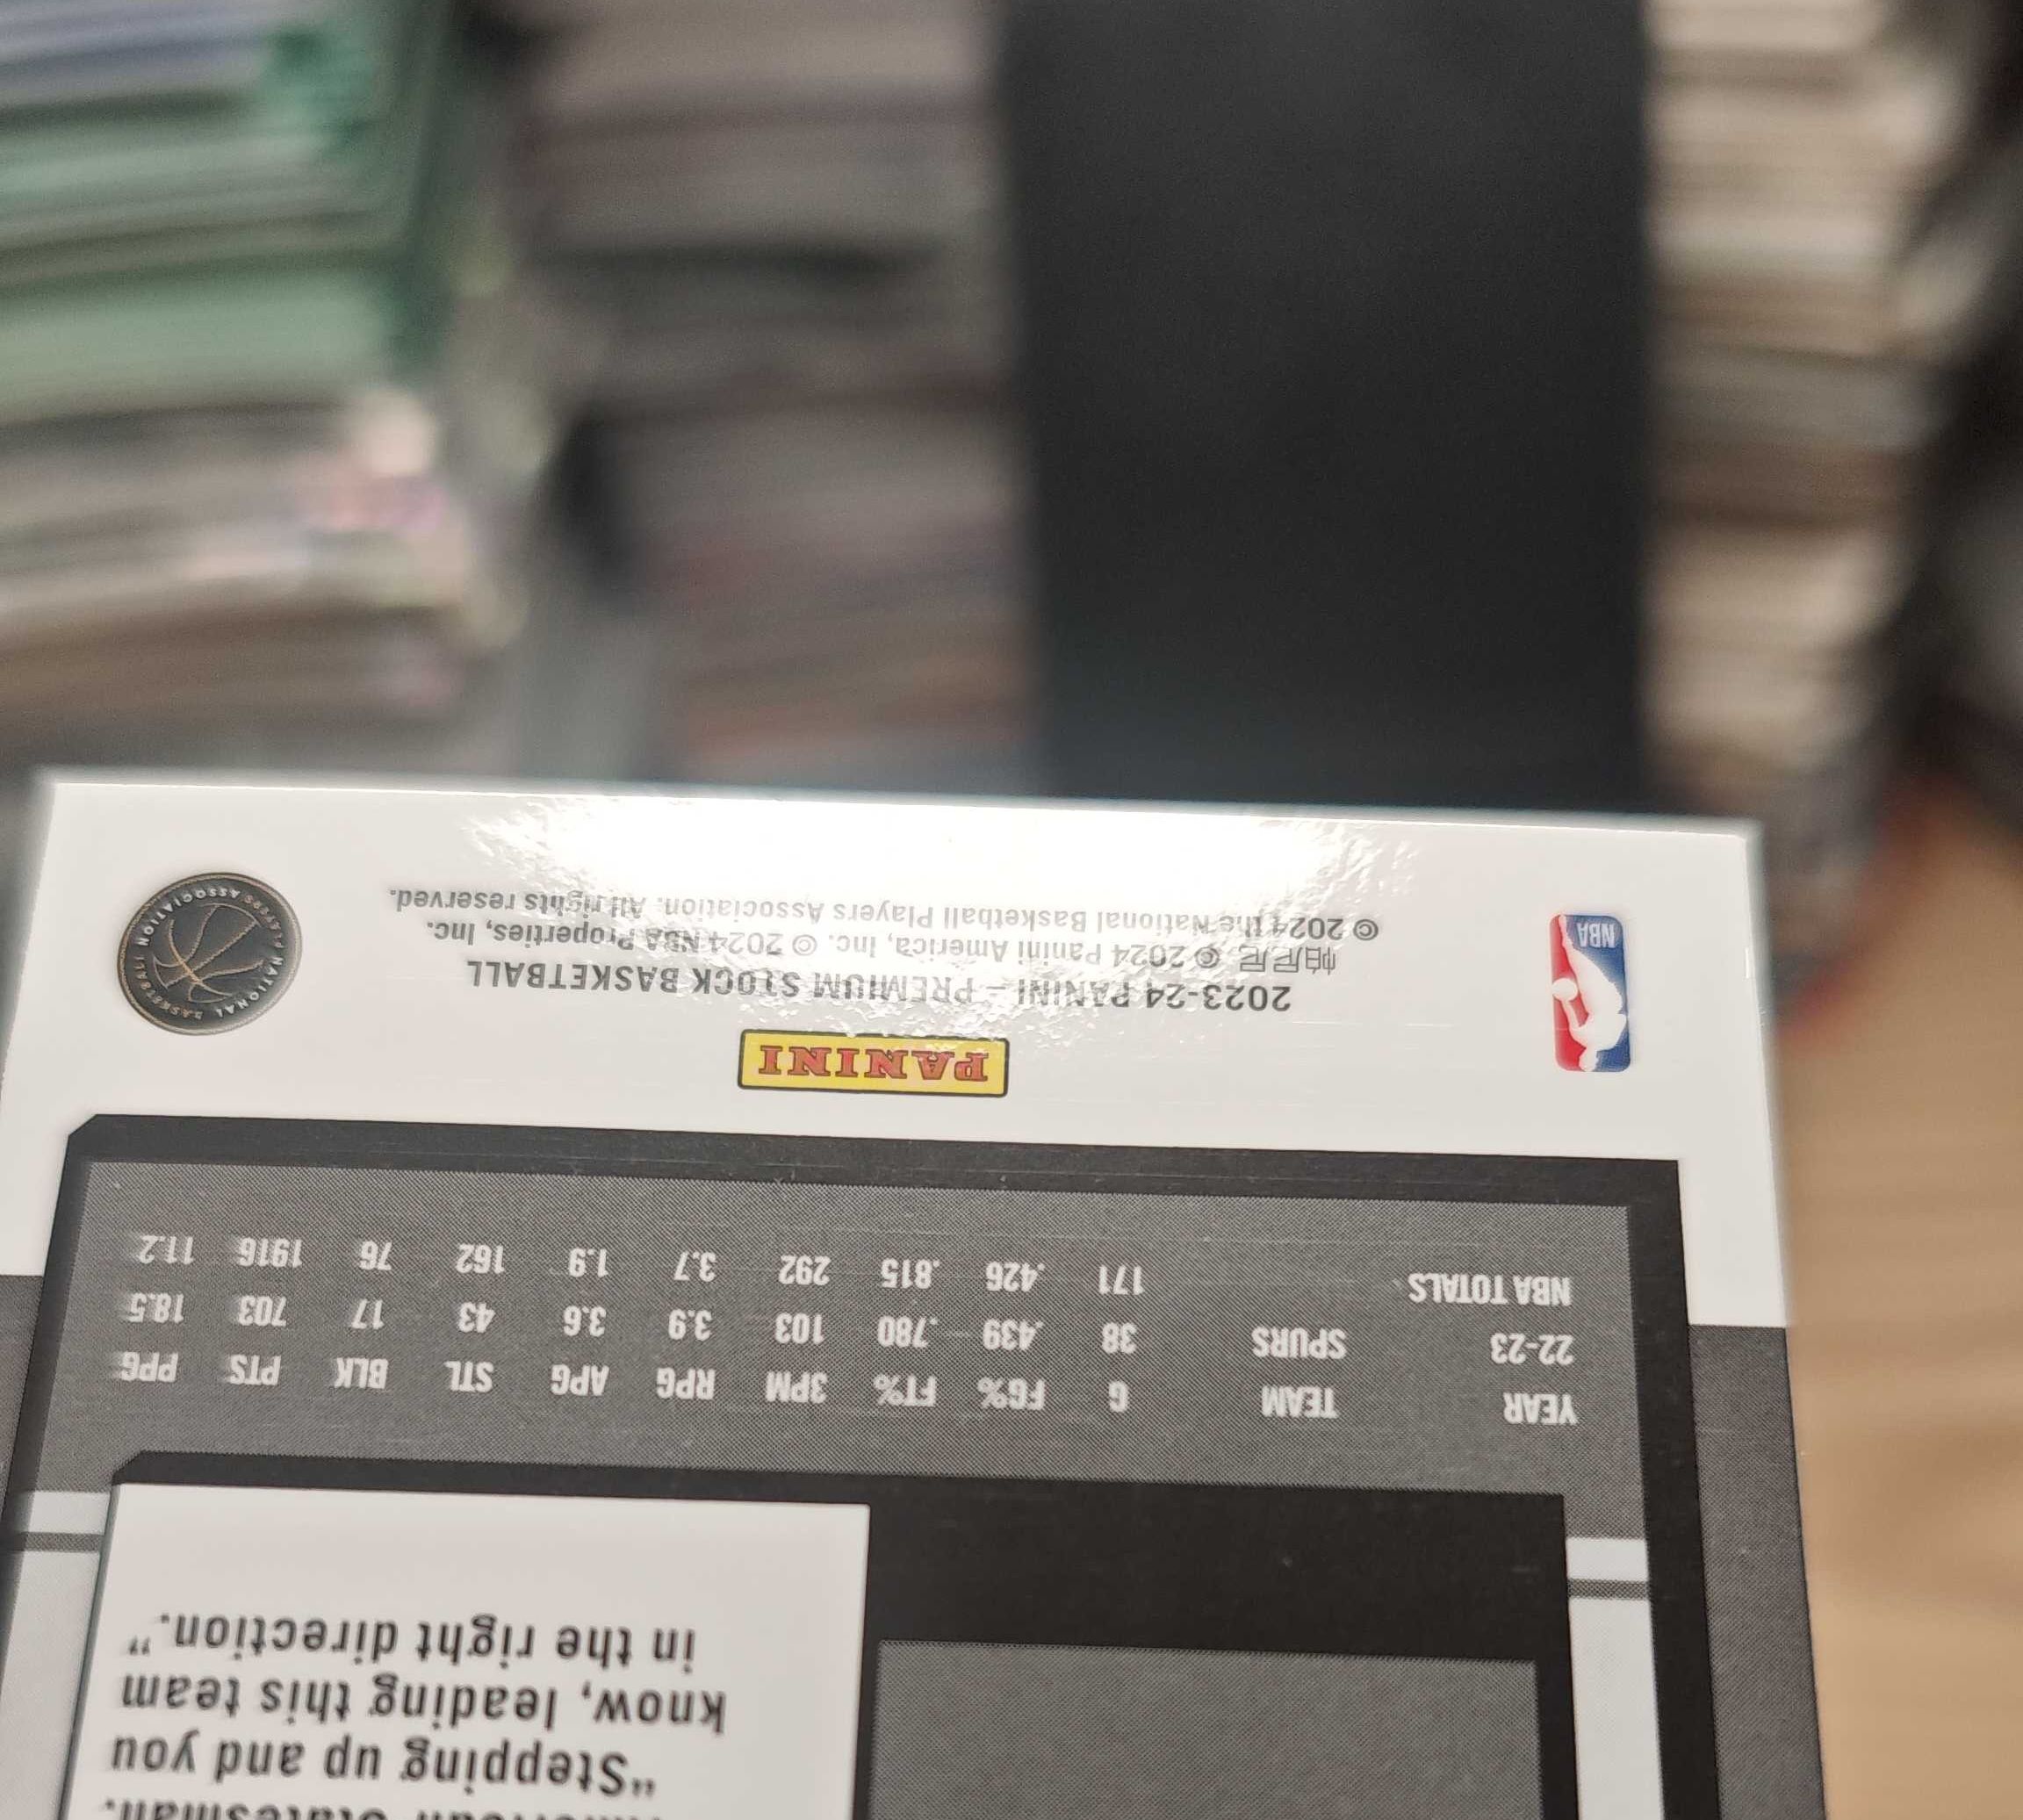 Statesman.
"Stepping up and you
know, leading this team
in the right direction."
YEAR TEAM G FG% FT% 3PM RPG APG STL BLK PTS PPG
22-23 SPURS 38 .439 .780 103 3.9 3.6 43 17 703 18.5
NBA TOTALS 171 .426 .815 292 3.7 1.9 162 76 1916 11.2
PANINI
2023-24 PANINI – PREMIUM STOCK BASKETBALL
帕尼尼 © 2024 Panini America, Inc. © 2024 NBA Properties, Inc.
© 2024 the National Basketball Players Association. All rights reserved.
NBA
NATIONAL BASKETBALL PLAYERS ASSOCIATION